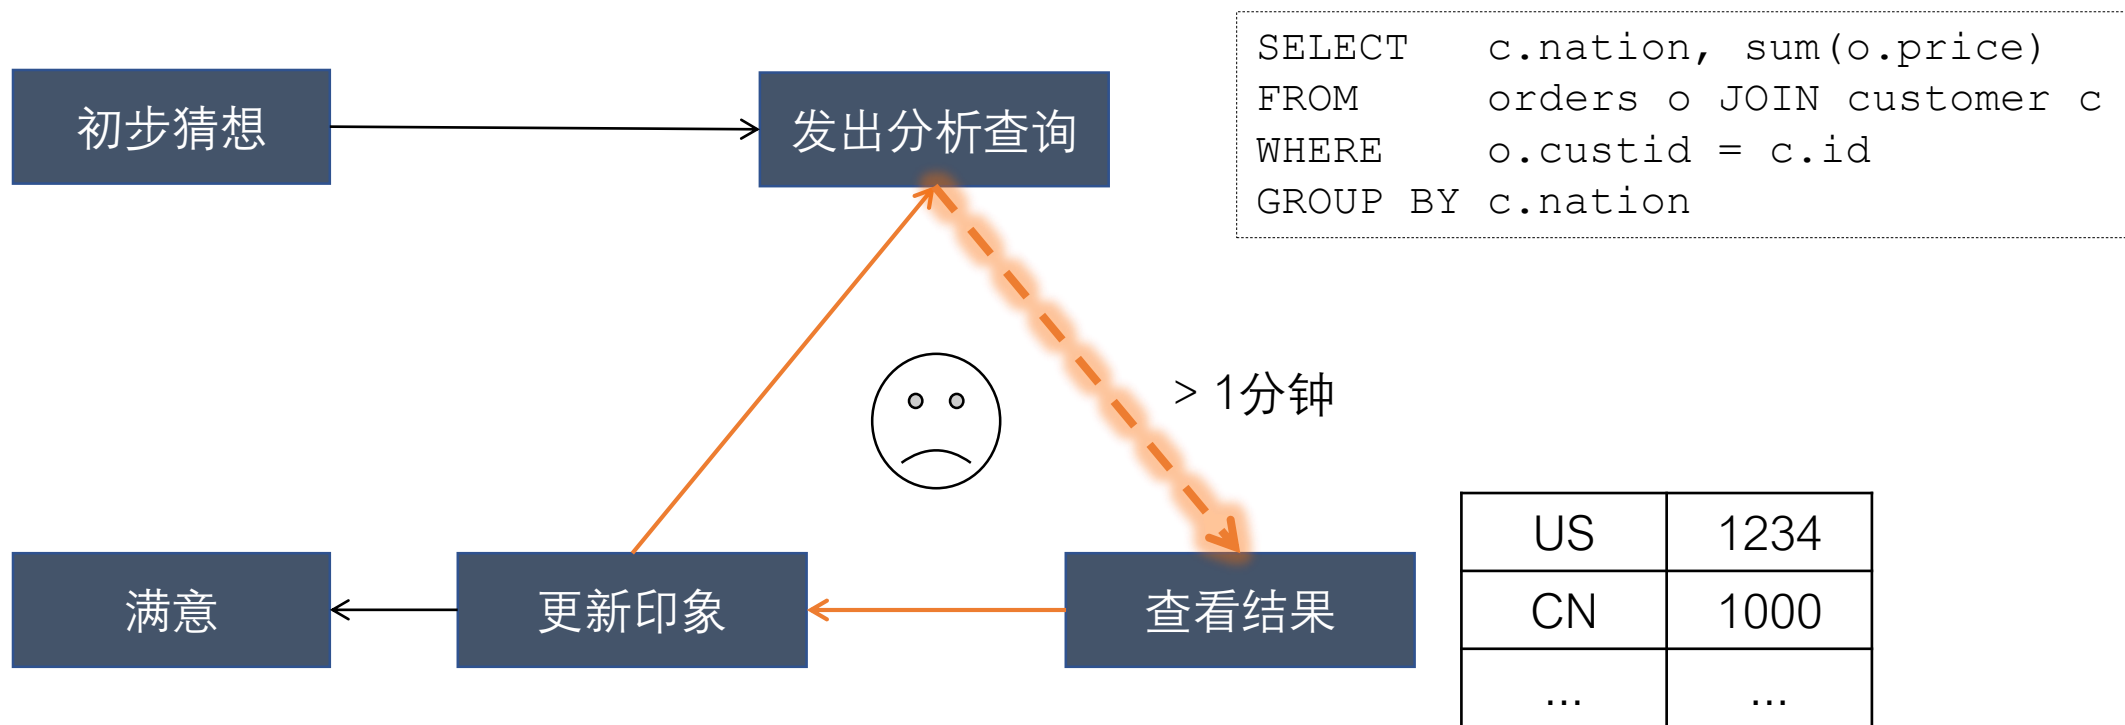 初步猜想
发出分析查询
SELECT c.nation, sum(o.price)
FROM orders o JOIN customer c
WHERE o.custid = c.id
GROUP BY c.nation
> 1分钟
满意
更新印象
查看结果
US 1234
CN 1000
... ...